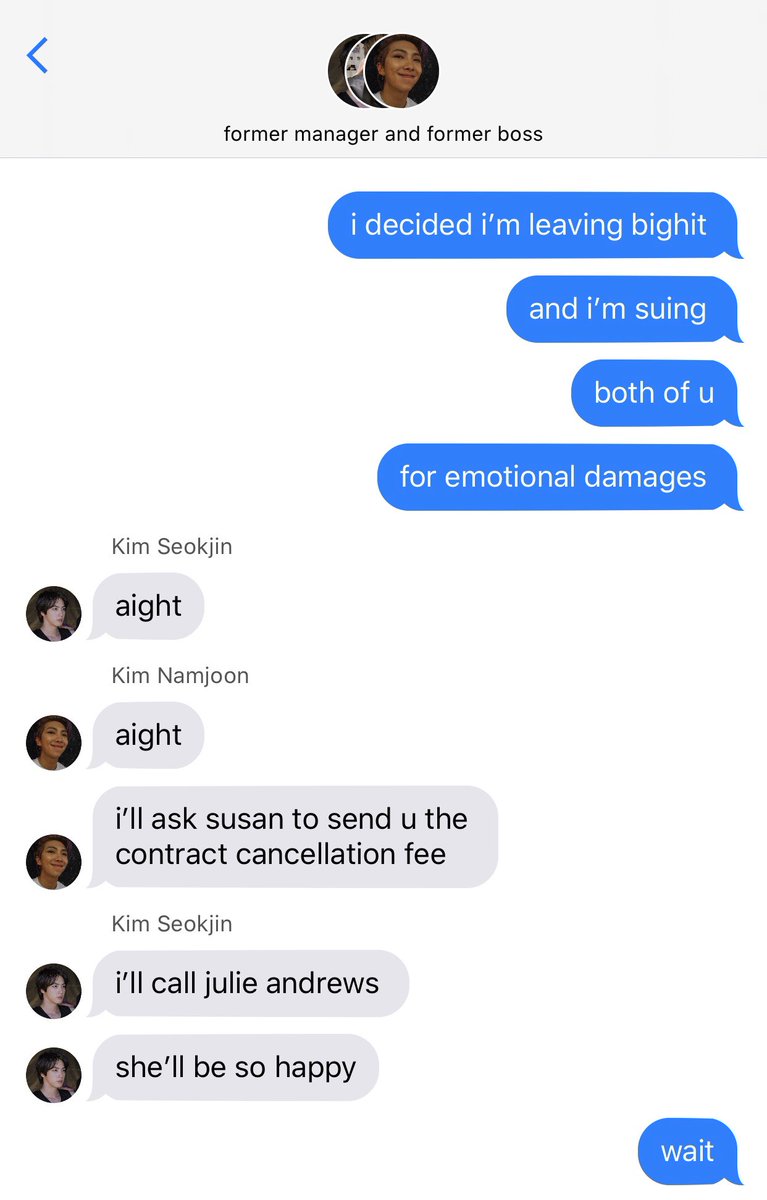 former manager and former boss
i decided i’m leaving bighit
and i’m suing
both of u
for emotional damages
Kim Seokjin
aight
Kim Namjoon
aight
i’ll ask susan to send u the
contract cancellation fee
Kim Seokjin
i’ll call julie andrews
she’ll be so happy
wait